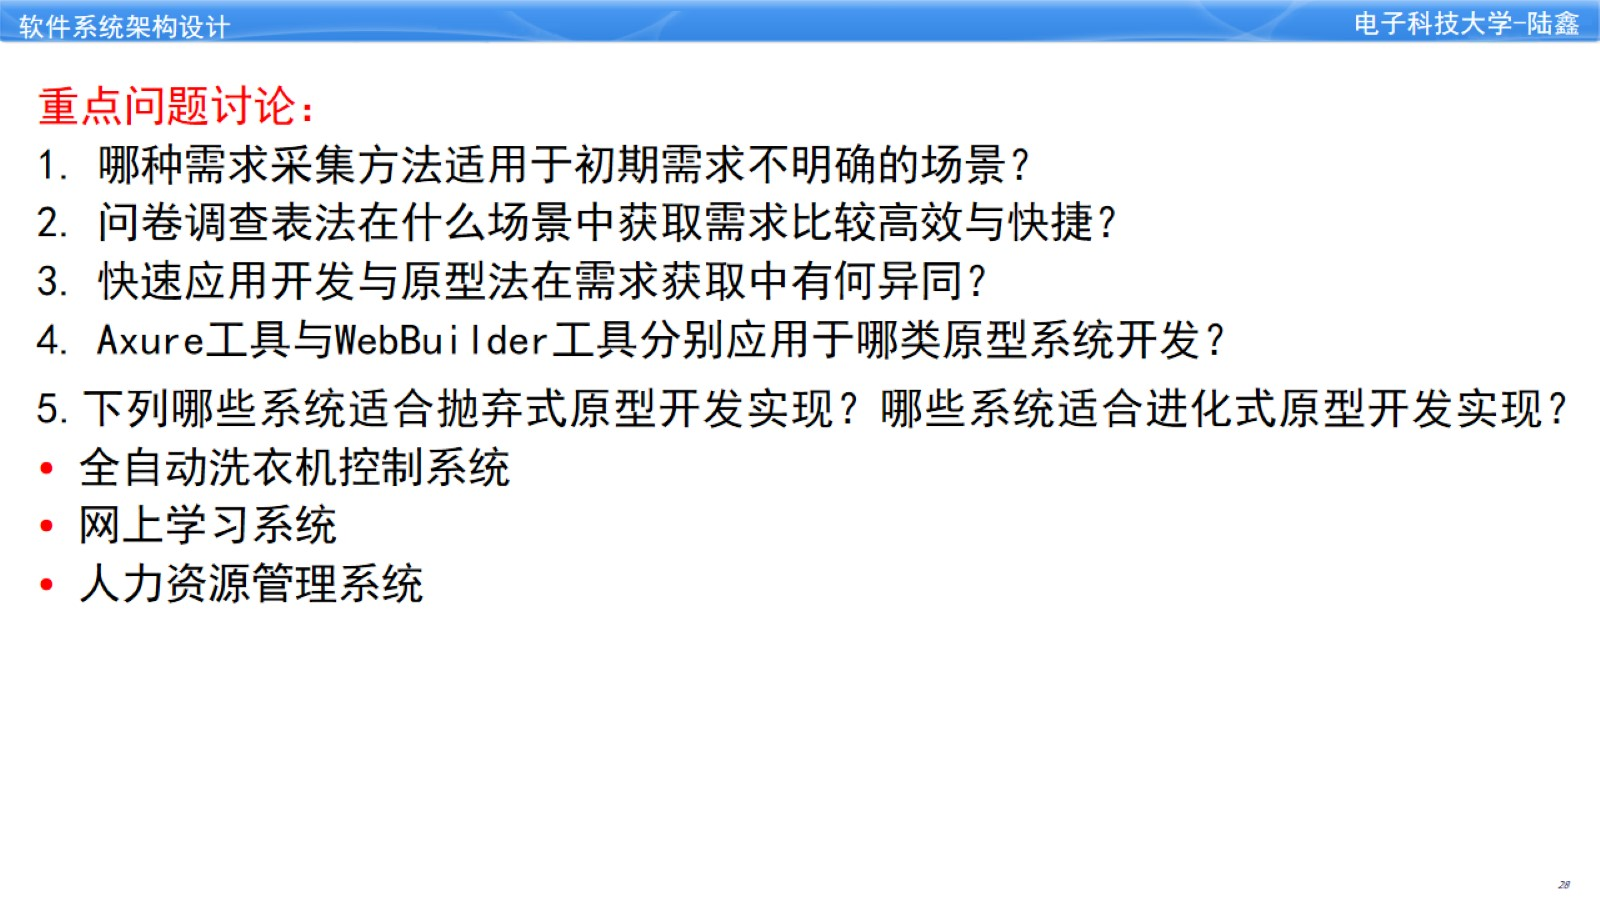 软件系统架构设计
电子科技大学-陆鑫
重点问题讨论：
1. 哪种需求采集方法适用于初期需求不明确的场景？
2. 问卷调查表法在什么场景中获取需求比较高效与快捷？
3. 快速应用开发与原型法在需求获取中有何异同？
4. Axure工具与WebBuilder工具分别应用于哪类原型系统开发？
5. 下列哪些系统适合抛弃式原型开发实现？哪些系统适合进化式原型开发实现？
• 全自动洗衣机控制系统
• 网上学习系统
• 人力资源管理系统
28